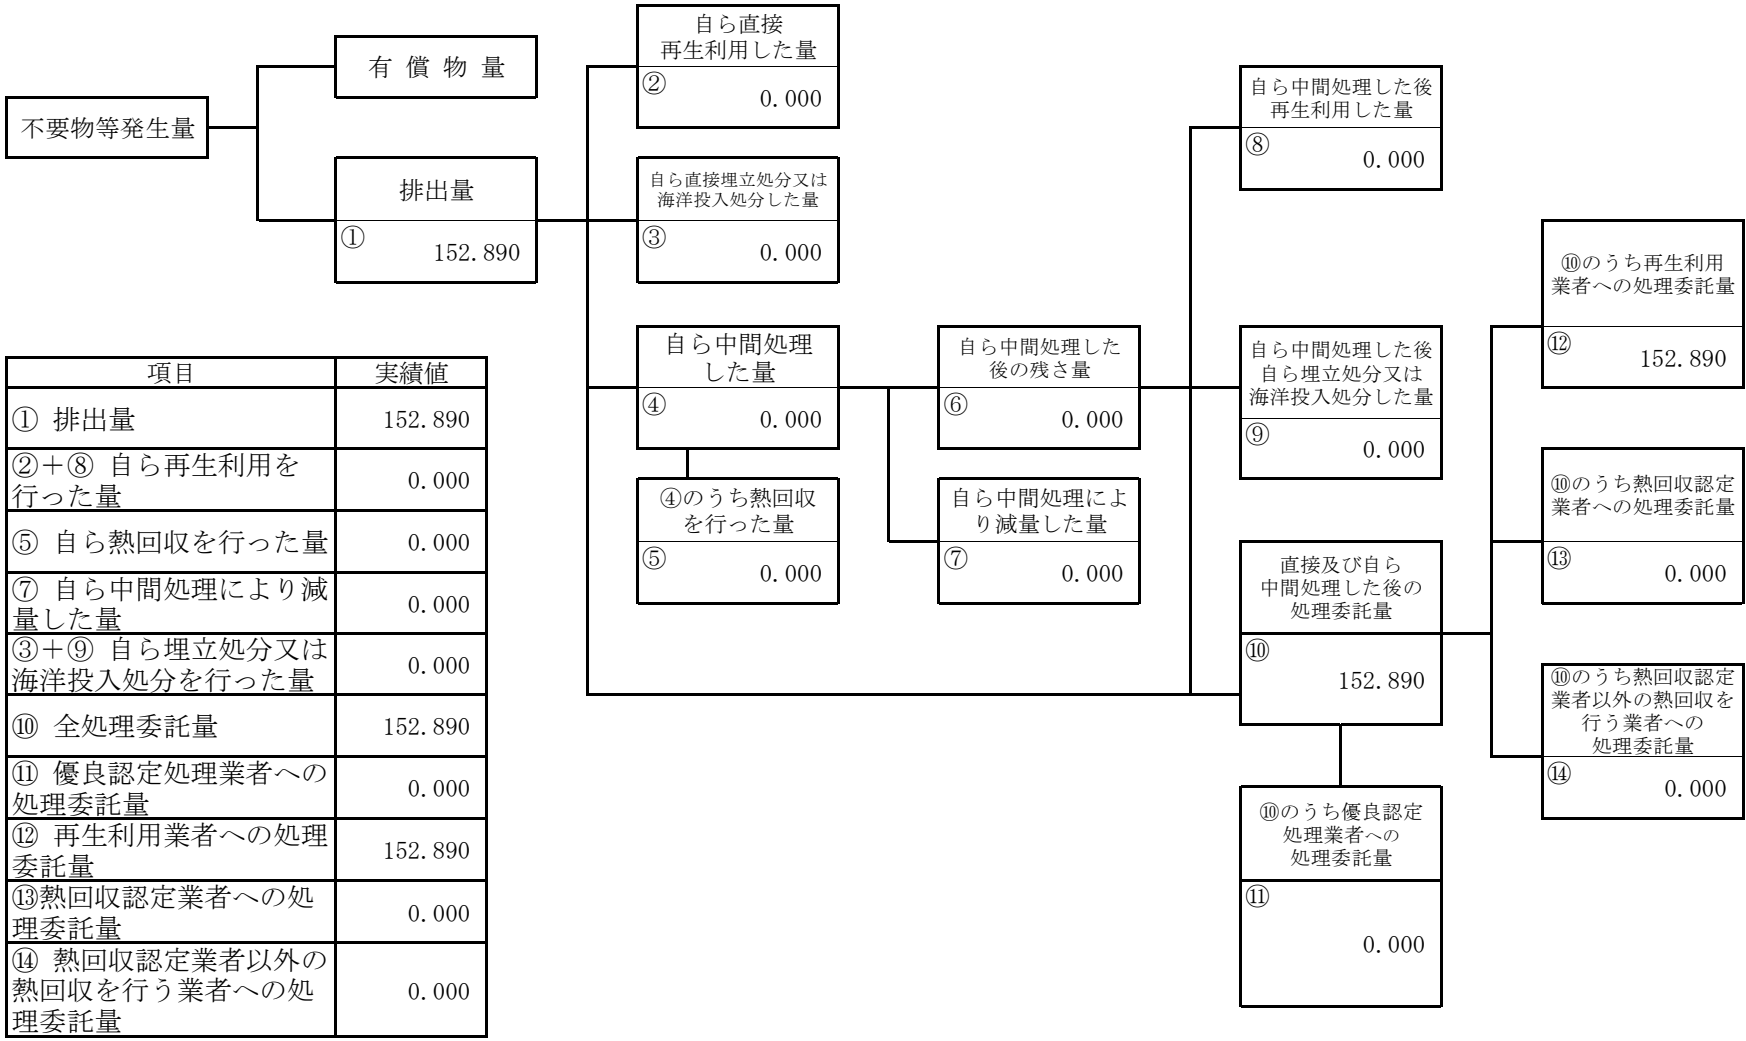 不要物等発生量
有 償 物 量
排出量
①
152.890
自ら直接
再生利用した量
②
0.000
自ら直接埋立処分又は
海洋投入処分した量
③
0.000
自ら中間処理
した量
④
0.000
④のうち熱回収
を行った量
⑤
0.000
自ら中間処理した
後の残さ量
⑥
0.000
自ら中間処理によ
り減量した量
⑦
0.000
自ら中間処理した後
再生利用した量
⑧
0.000
自ら中間処理した後
自ら埋立処分又は
海洋投入処分した量
⑨
0.000
直接及び自ら
中間処理した後の
処理委託量
⑩
152.890
⑩のうち優良認定
処理業者への
処理委託量
⑪
0.000
⑩のうち再生利用
業者への処理委託量
⑫
152.890
⑩のうち熱回収認定
業者への処理委託量
⑬
0.000
⑩のうち熱回収認定
業者以外の熱回収を
行う業者への
処理委託量
⑭
0.000
項目 実績値
① 排出量 152.890
②＋⑧ 自ら再生利用を
行った量 0.000
⑤ 自ら熱回収を行った量 0.000
⑦ 自ら中間処理により減
量した量 0.000
③＋⑨ 自ら埋立処分又は
海洋投入処分を行った量 0.000
⑩ 全処理委託量 152.890
⑪ 優良認定処理業者への
処理委託量 0.000
⑫ 再生利用業者への処理
委託量 152.890
⑬熱回収認定業者への処
理委託量 0.000
⑭ 熱回収認定業者以外の
熱回収を行う業者への処
理委託量 0.000